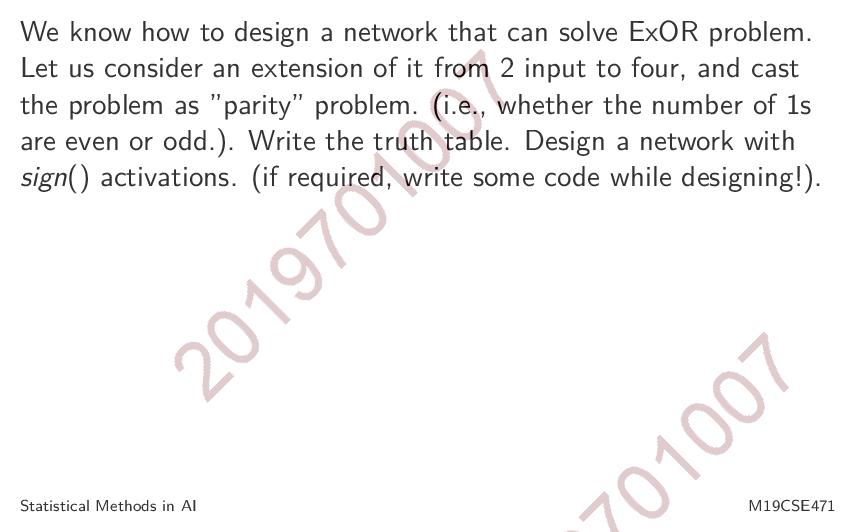 We know how to design a network that can solve ExOR problem.
Let us consider an extension of it from 2 input to four, and cast
the problem as ”parity” problem. (i.e., whether the number of 1s
are even or odd.). Write the truth table. Design a network with
sign() activations. (if required, write some code while designing!).
2019701007
9701007
Statistical Methods in AI
M19CSE471